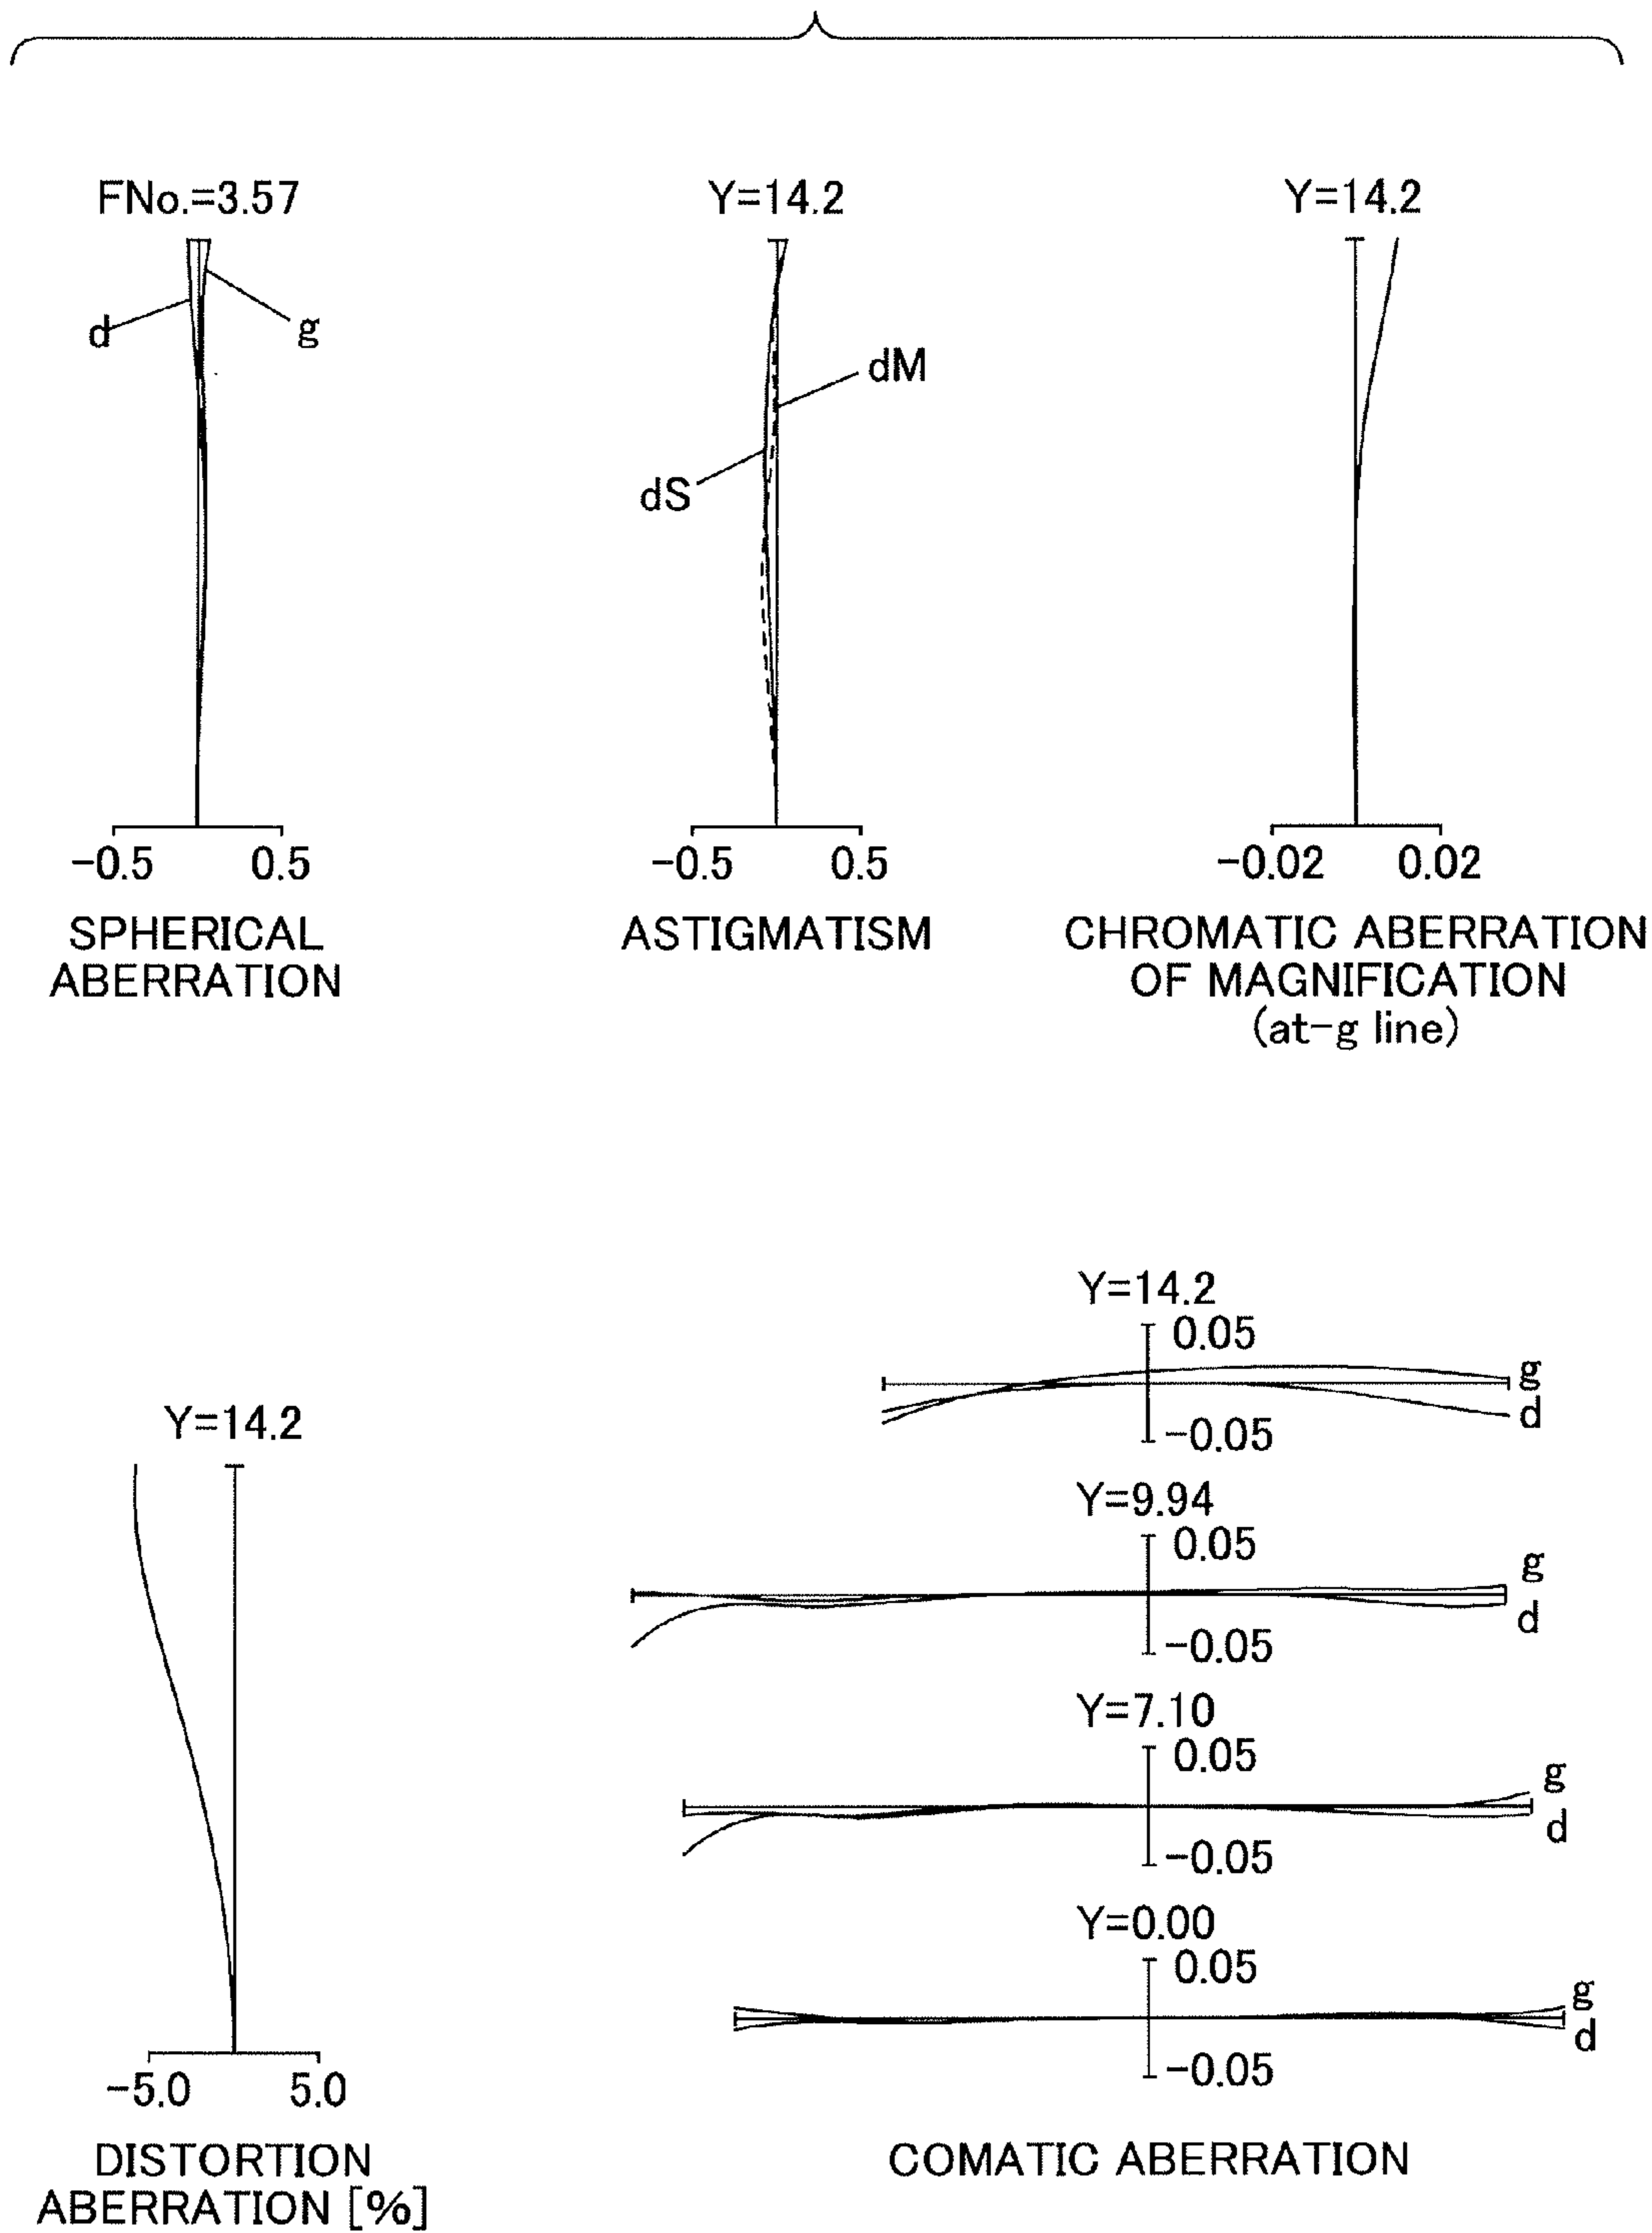 FNo.=3.57
d
g
-0.5
0.5
SPHERICAL
ABERRATION
Y=14.2
dM
dS
-0.5
0.5
ASTIGMATISM
Y=14.2
-0.02
0.02
CHROMATIC ABERRATION
OF MAGNIFICATION
(at-g line)
Y=14.2
-5.0
5.0
DISTORTION
ABERRATION [%]
Y=14.2
0.05
g
d
-0.05
Y=9.94
0.05
g
d
-0.05
Y=7.10
0.05
g
d
-0.05
Y=0.00
0.05
g
d
-0.05
COMATIC ABERRATION